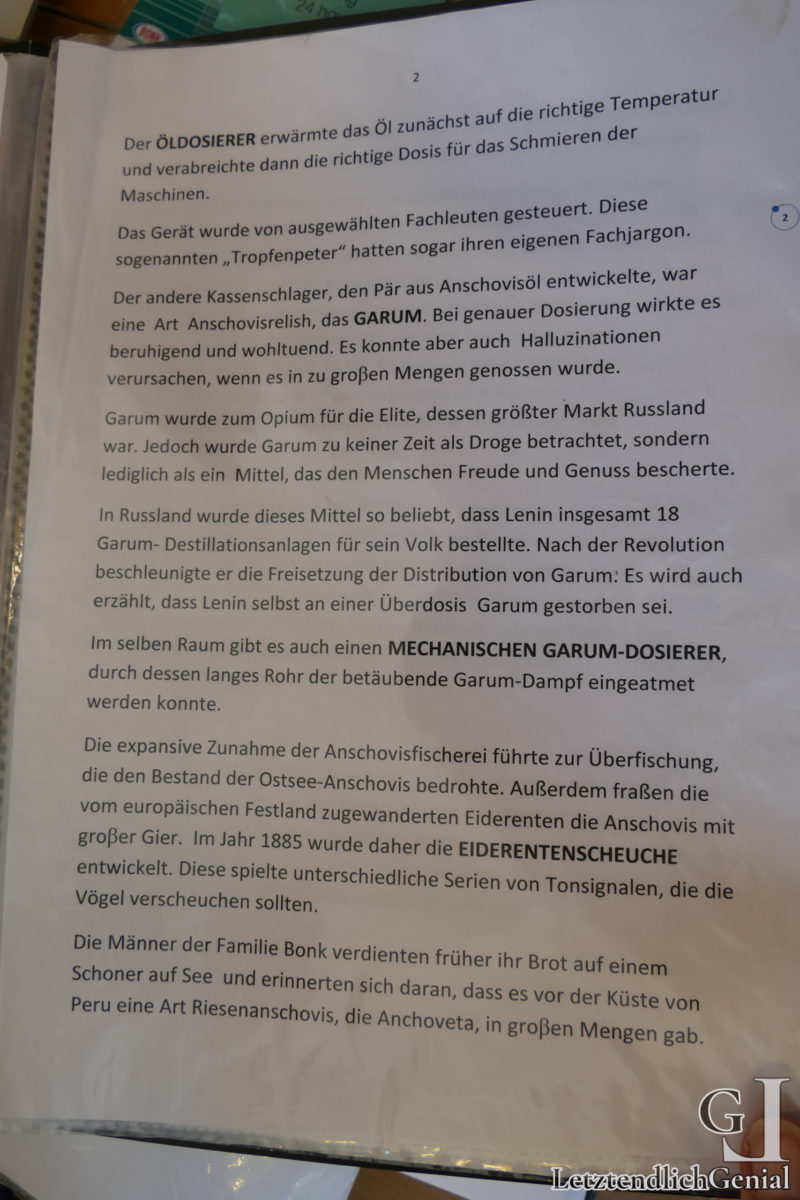 24 ho
BONK
2
Der ÖLDOSIERER erwärmte das Öl zunächst auf die richtige Temperatur
und verabreichte dann die richtige Dosis für das Schmieren der
Maschinen.
Das Gerät wurde von ausgewählten Fachleuten gesteuert. Diese
sogenannten „Tropfenpeter“ hatten sogar ihren eigenen Fachjargon.
2
Der andere Kassenschlager, den Pär aus Anschovisöl entwickelte, war
eine Art Anschovisrelish, das GARUM. Bei genauer Dosierung wirkte es
beruhigend und wohltuend. Es konnte aber auch Halluzinationen
verursachen, wenn es in zu großen Mengen genossen wurde.
Garum wurde zum Opium für die Elite, dessen größter Markt Russland
war. Jedoch wurde Garum zu keiner Zeit als Droge betrachtet, sondern
lediglich als ein Mittel, das den Menschen Freude und Genuss bescherte.
In Russland wurde dieses Mittel so beliebt, dass Lenin insgesamt 18
Garum- Destillationsanlagen für sein Volk bestellte. Nach der Revolution
beschleunigte er die Freisetzung der Distribution von Garum. Es wird auch
erzählt, dass Lenin selbst an einer Überdosis Garum gestorben sei.
Im selben Raum gibt es auch einen MECHANISCHEN GARUM-DOSIERER,
durch dessen langes Rohr der betäubende Garum-Dampf eingeatmet
werden konnte.
Die expansive Zunahme der Anschovisfischerei führte zur Überfischung,
die den Bestand der Ostsee-Anschovis bedrohte. Außerdem fraßen die
vom europäischen Festland zugewanderten Eiderenten die Anschovis mit
groβer Gier. Im Jahr 1885 wurde daher die EIDERENTENSCHEUCHE
entwickelt. Diese spielte unterschiedliche Serien von Tonsignalen, die die
Vögel verscheuchen sollten.
Die Männer der Familie Bonk verdienten früher ihr Brot auf einem
Schoner auf See und erinnerten sich daran, dass es vor der Küste von
Peru eine Art Riesenanschovis, die Anchoveta, in groβen Mengen gab.
GL
LetztendlichGenial